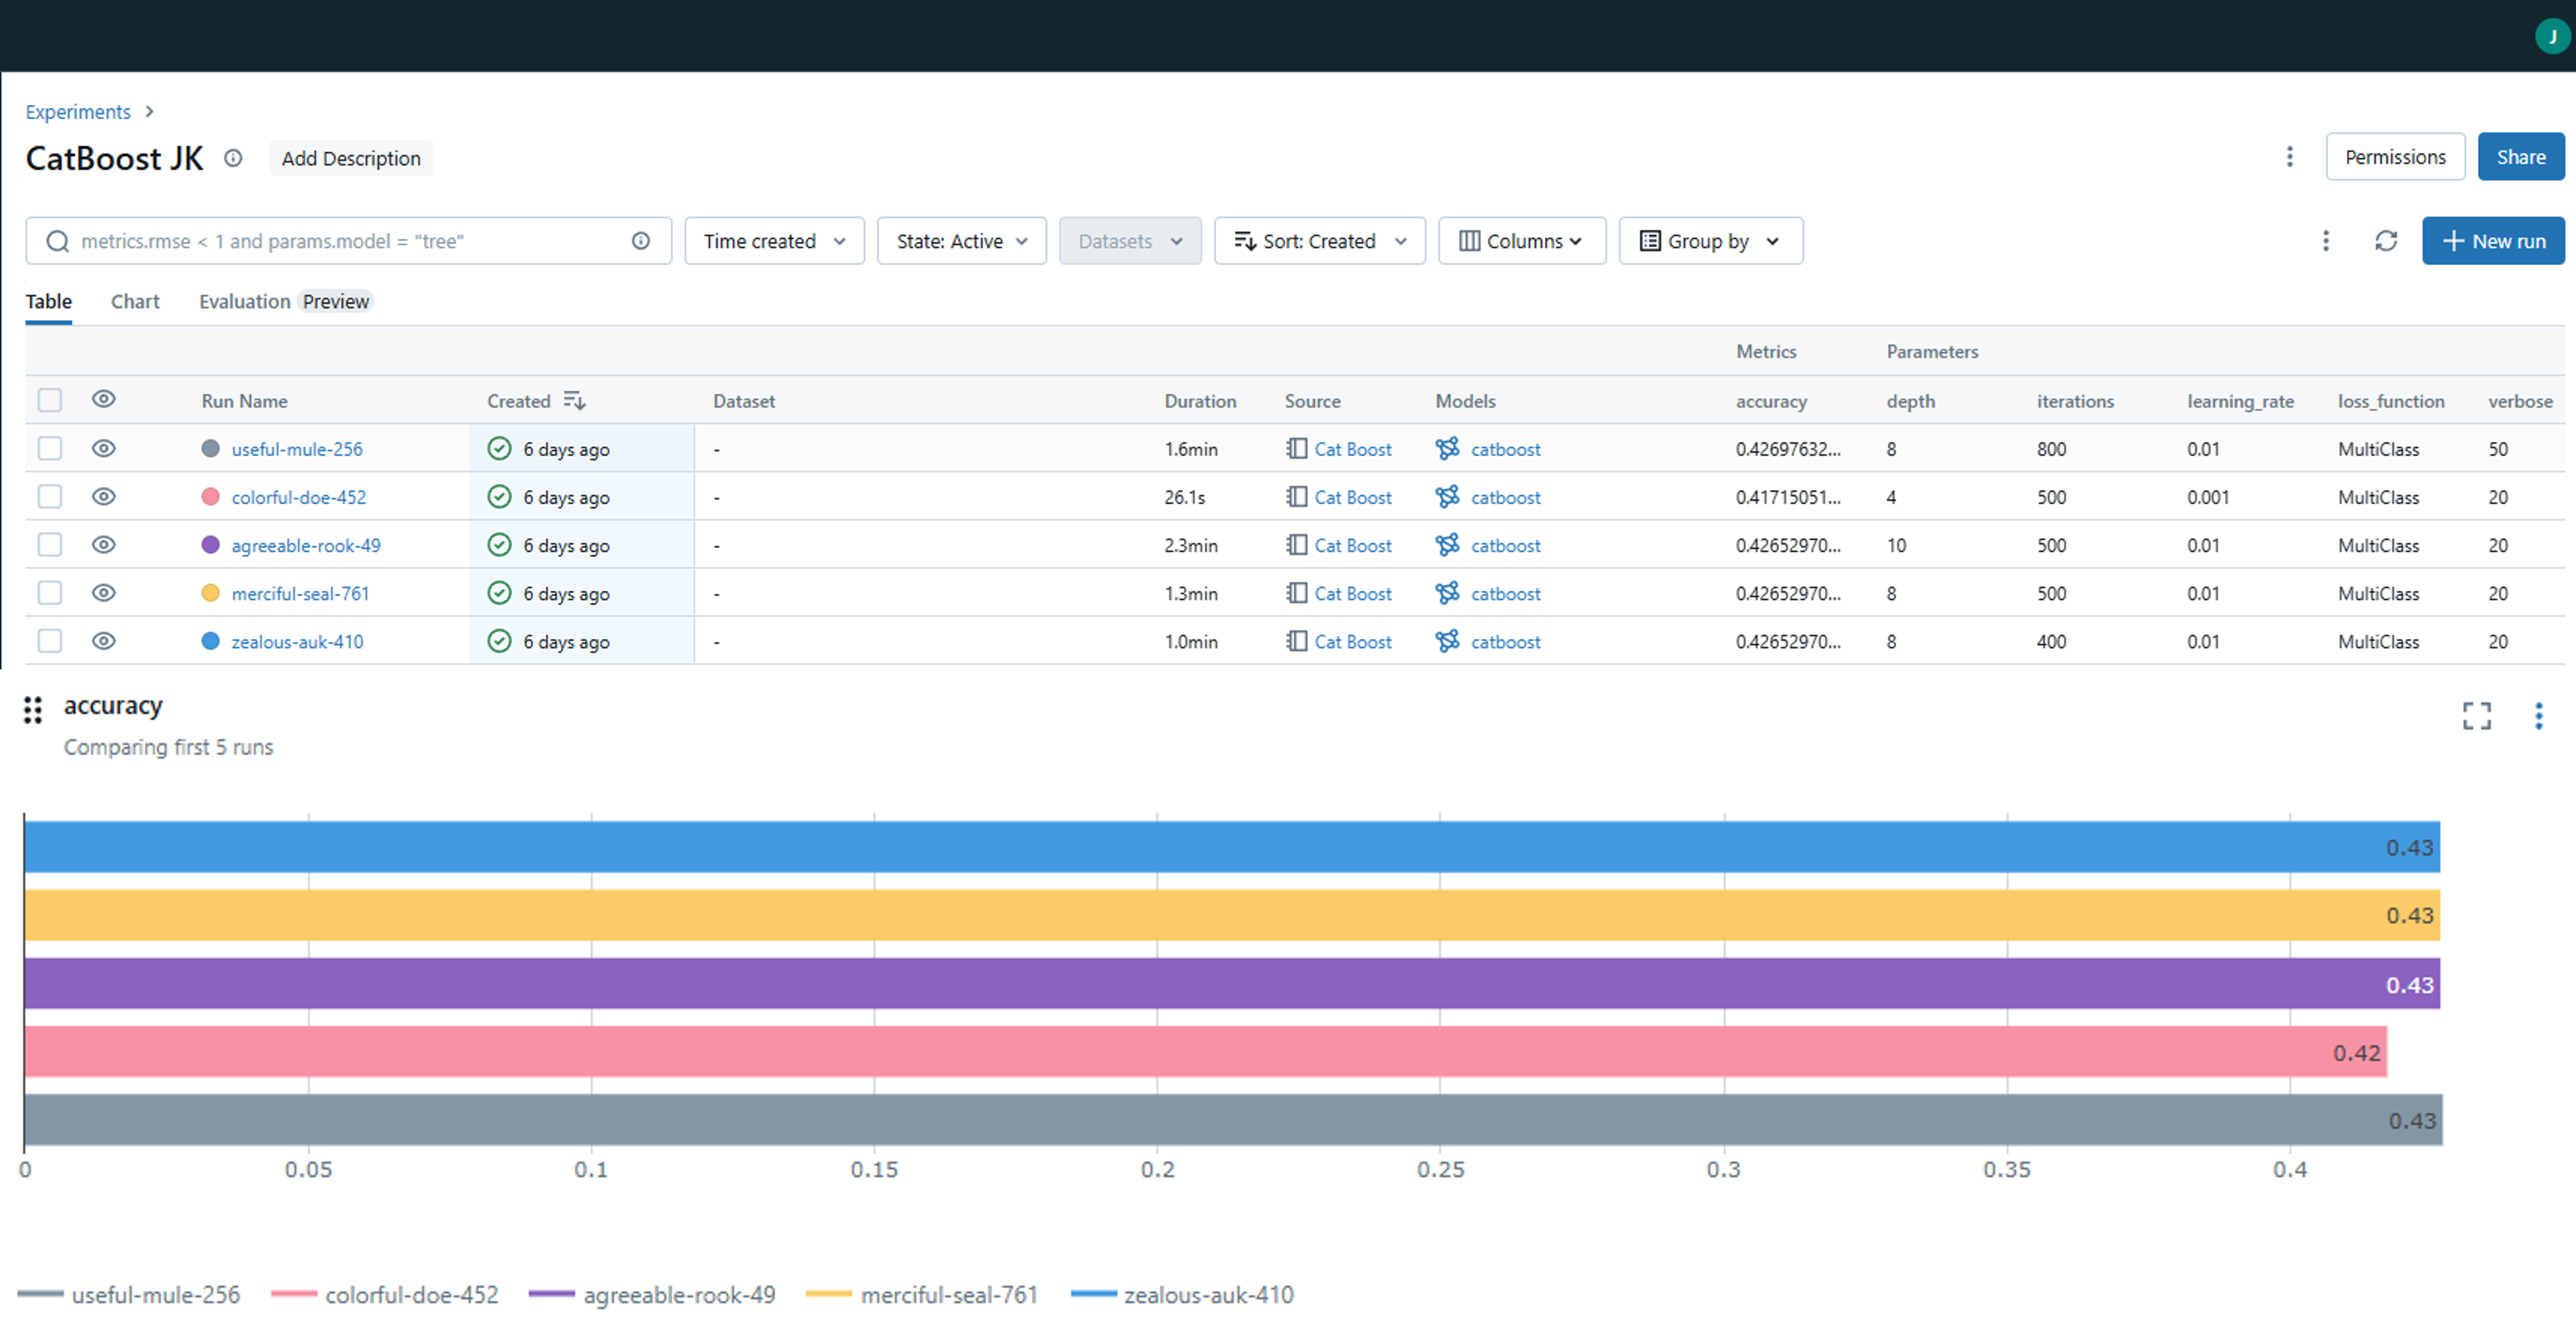 J
Experiments
CatBoost JK Add Description Permissions Share
metrics.rmse < 1 and params.model = "tree" Time created State: Active Datasets Sort: Created Columns Group by New run
Table Chart Evaluation Preview
Metrics Parameters
Run Name Created Dataset Duration Source Models accuracy depth iterations learning_rate loss_function verbose
useful-mule-256 6 days ago - 1.6min Cat Boost catboost 0.42697632... 8 800 0.01 MultiClass 50
colorful-doe-452 6 days ago - 26.1s Cat Boost catboost 0.41715051... 4 500 0.001 MultiClass 20
agreeable-rook-49 6 days ago - 2.3min Cat Boost catboost 0.42652970... 10 500 0.01 MultiClass 20
merciful-seal-761 6 days ago - 1.3min Cat Boost catboost 0.42652970... 8 500 0.01 MultiClass 20
zealous-auk-410 6 days ago - 1.0min Cat Boost catboost 0.42652970... 8 400 0.01 MultiClass 20
accuracy
Comparing first 5 runs
0.43
0.43
0.43
0.42
0.43
0 0.05 0.1 0.15 0.2 0.25 0.3 0.35 0.4
useful-mule-256 colorful-doe-452 agreeable-rook-49 merciful-seal-761 zealous-auk-410